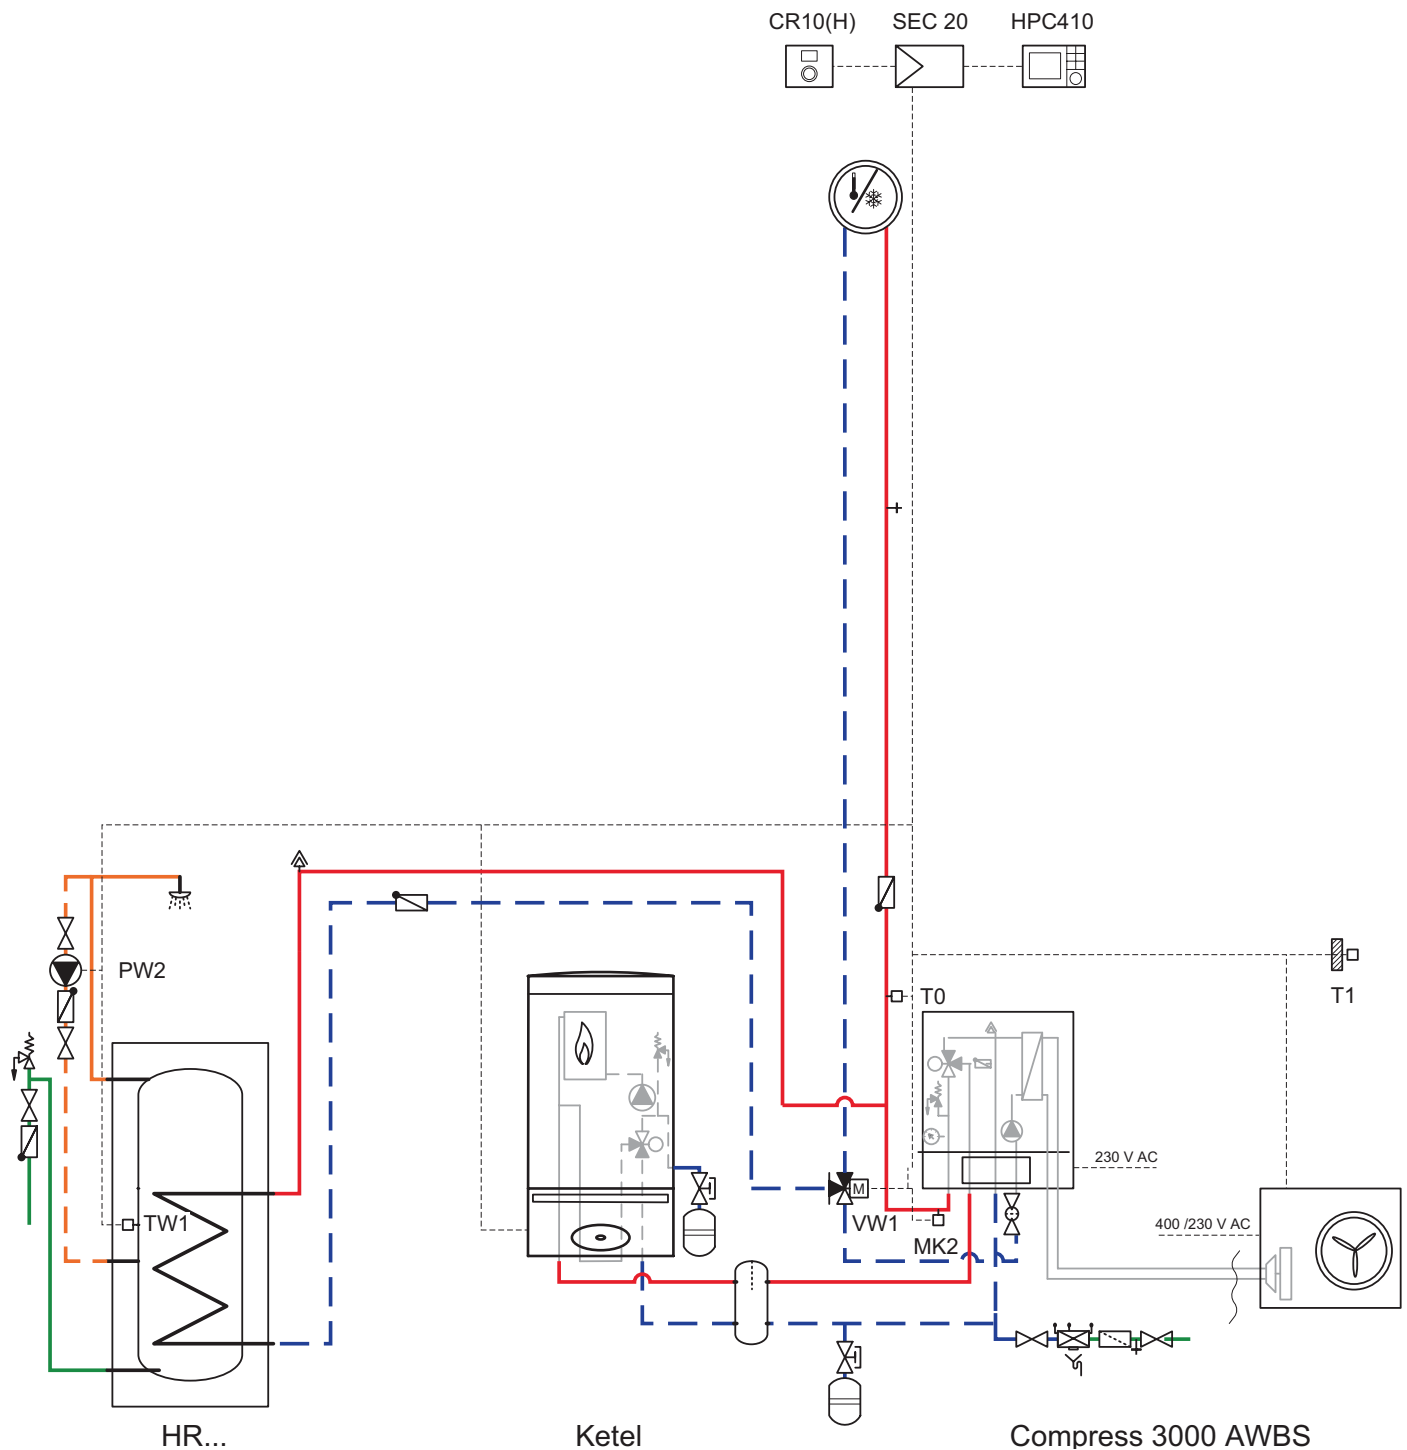 CR10(H) SEC 20 HPC410
PW2
T0
T1
230 V AC
TW1
M
VW1
MK2
400 /230 V AC
HR... Ketel Compress 3000 AWBS